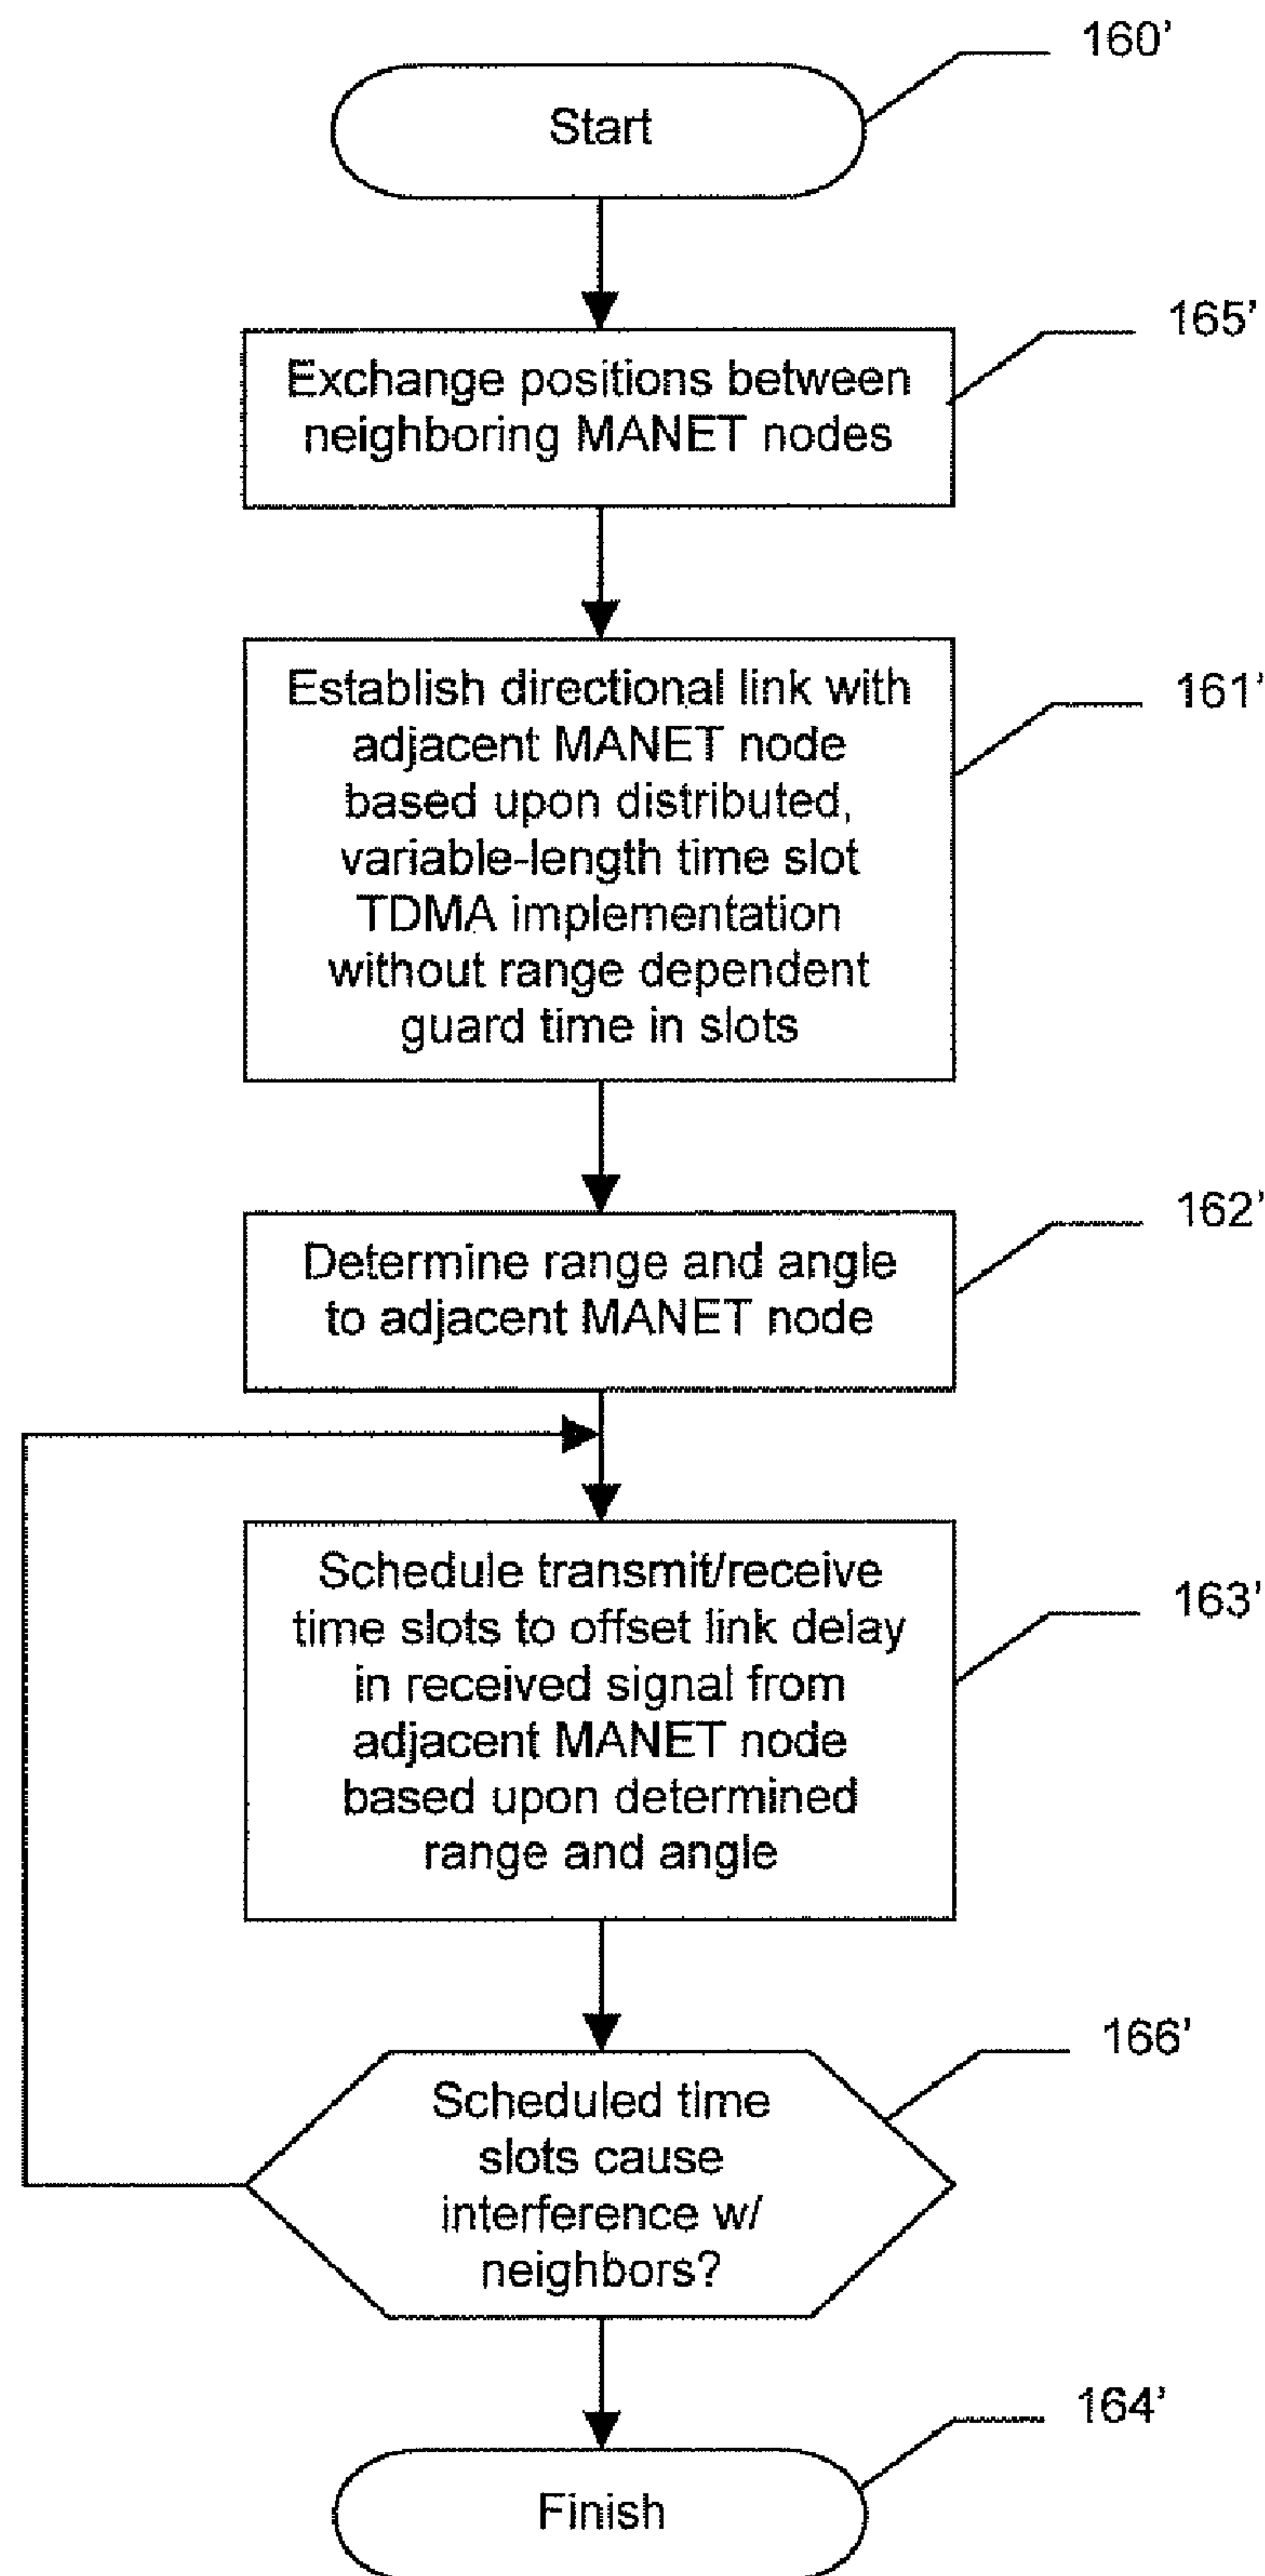 160’
Start
165’
Exchange positions between
neighboring MANET nodes
161’
Establish directional link with
adjacent MANET node
based upon distributed,
variable-length time slot
TDMA implementation
without range dependent
guard time in slots
162’
Determine range and angle
to adjacent MANET node
163’
Schedule transmit/receive
time slots to offset link delay
in received signal from
adjacent MANET node
based upon determined
range and angle
166’
Scheduled time
slots cause
interference w/
neighbors?
164’
Finish